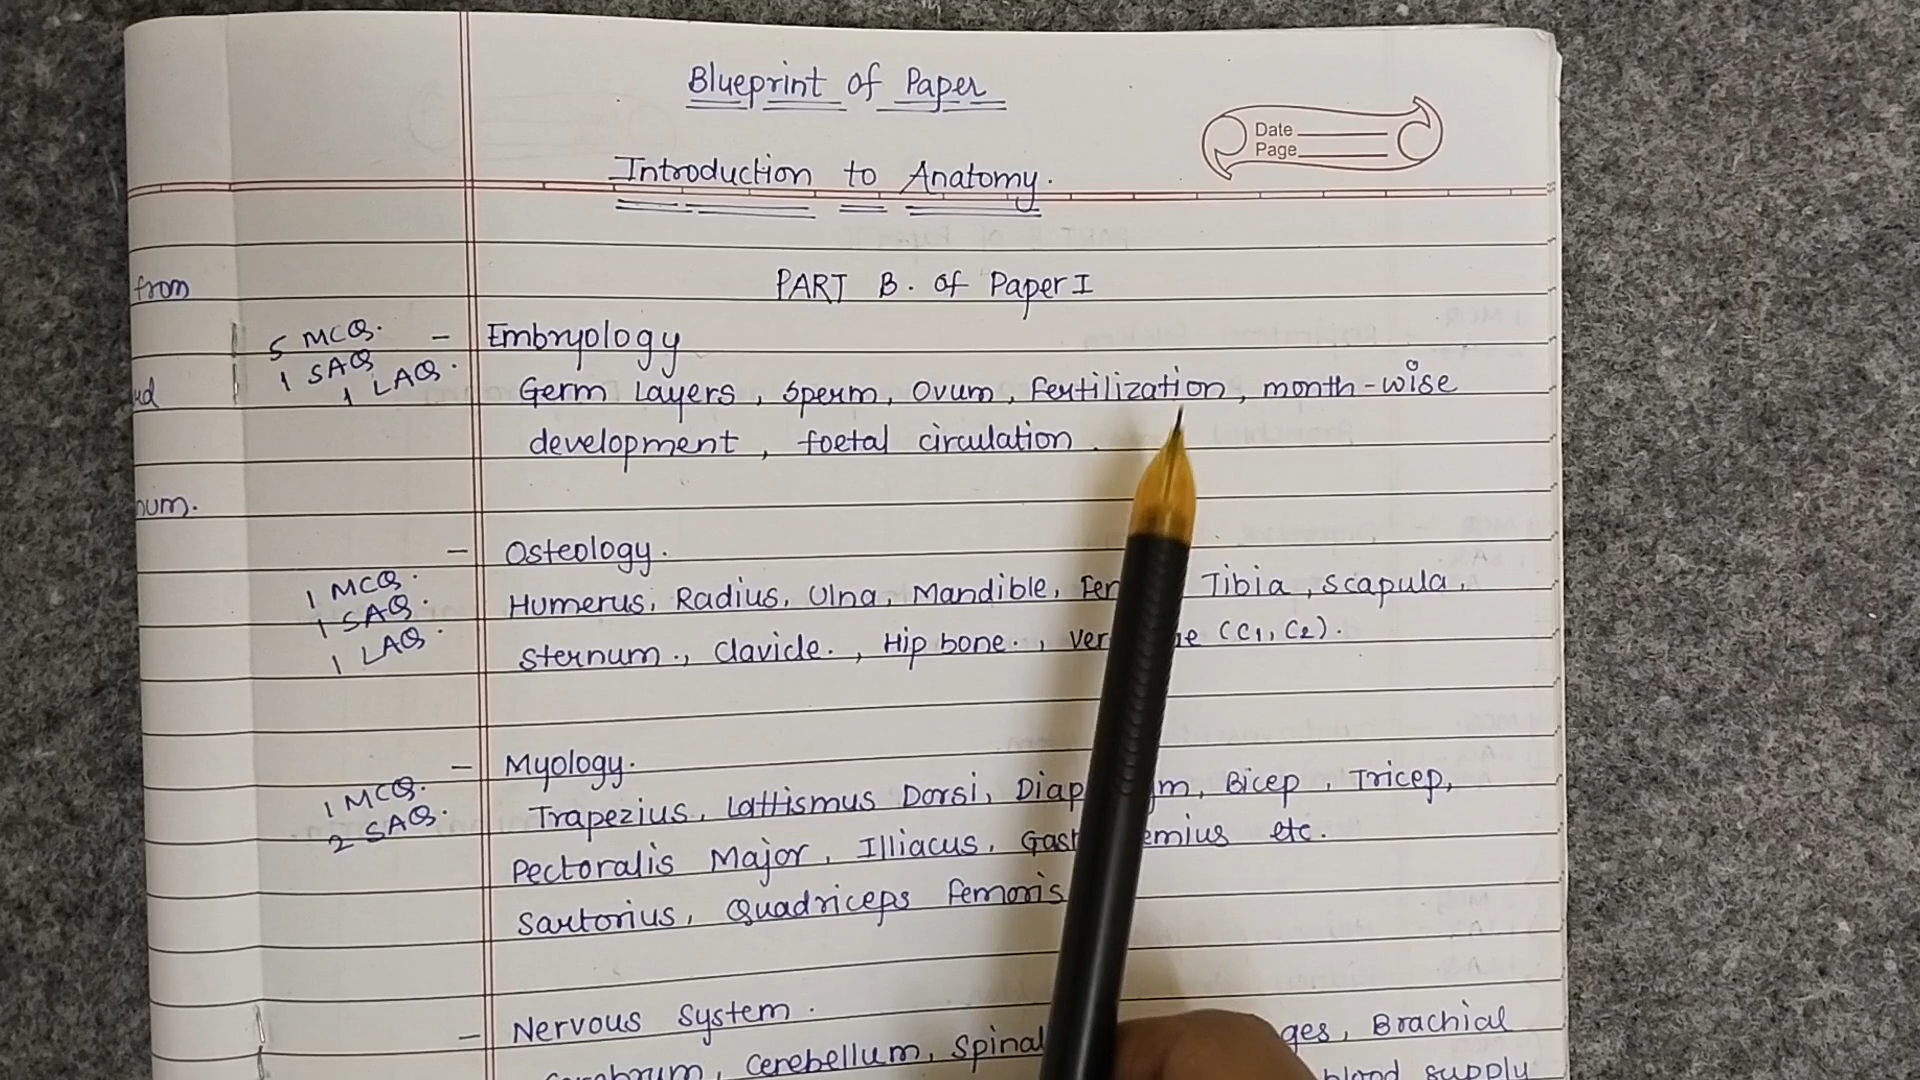 Blueprint of Paper
Date
Page
Introduction to Anatomy.
PART B. of Paper I
from
5 MCQ. - Embryology
1 SAQ
1 LAQ.
Germ Layers, Sperm, Ovum, Fertilization, month-wise
development, foetal circulation.
- Osteology.
1 MCQ.
1 SAQ.
1 LAQ.
Humerus, Radius, Ulna, Mandible, Tibia, Scapula,
Sternum., Clavicle., Hip bone., (C1, C2).
- Myology.
1 MCQ.
2 SAQ.
Trapezius, Lattismus Dorsi, Bicep, Tricep,
Pectoralis Major, Illiacus, etc.
Sartorius, Quadriceps Femoris
- Nervous System.
Cerebellum, Spinal Brachial
blood supply